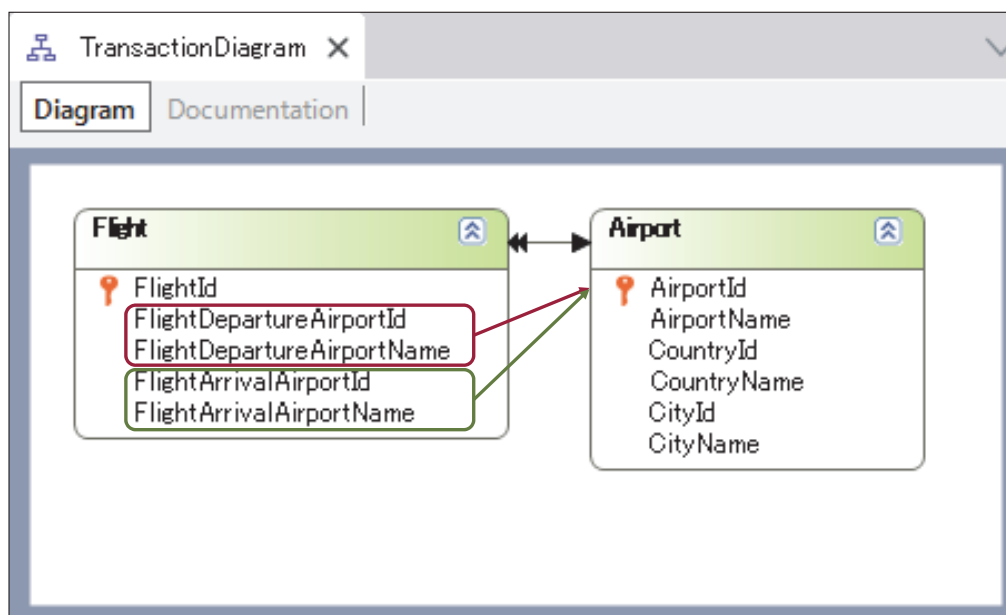 TransactionDiagram
Diagram Documentation
Flight
FlightId
FlightDepartureAirportId
FlightDepartureAirportName
FlightArrivalAirportId
FlightArrivalAirportName
Airport
AirportId
AirportName
CountryId
CountryName
CityId
CityName